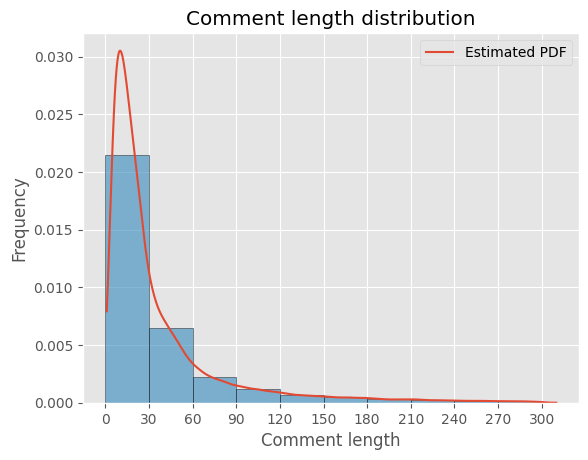 Comment length distribution
Estimated PDF
Frequency
0.030
0.025
0.020
0.015
0.010
0.005
0.000
0 30 60 90 120 150 180 210 240 270 300
Comment length